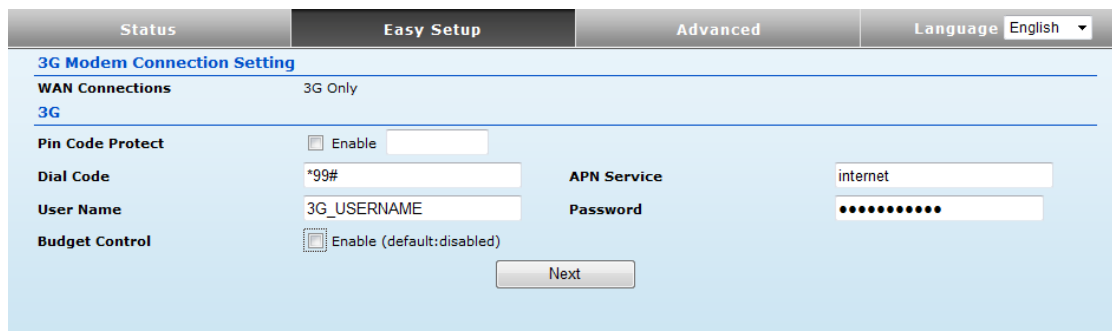 Status Easy Setup Advanced Language English
3G Modem Connection Setting
WAN Connections 3G Only
3G
Pin Code Protect Enable
Dial Code *99# APN Service internet
User Name 3G_USERNAME Password •••••••••••
Budget Control Enable (default:disabled)
Next